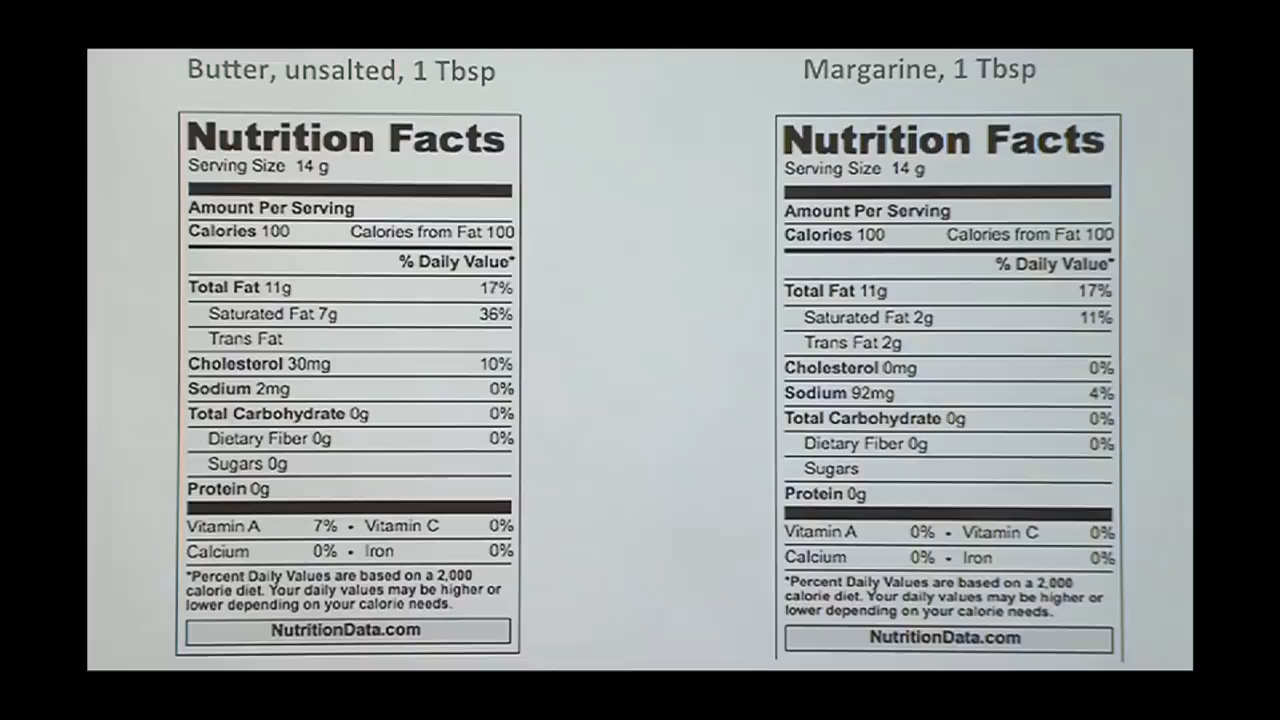 Butter, unsalted, 1 Tbsp
Nutrition Facts
Serving Size 14 g
Amount Per Serving
Calories 100 Calories from Fat 100
% Daily Value*
Total Fat 11g 17%
Saturated Fat 7g 36%
Trans Fat
Cholesterol 30mg 10%
Sodium 2mg 0%
Total Carbohydrate 0g 0%
Dietary Fiber 0g 0%
Sugars 0g
Protein 0g
Vitamin A 7% • Vitamin C 0%
Calcium 0% • Iron 0%
*Percent Daily Values are based on a 2,000
calorie diet. Your daily values may be higher or
lower depending on your calorie needs.
NutritionData.com
Margarine, 1 Tbsp
Nutrition Facts
Serving Size 14 g
Amount Per Serving
Calories 100 Calories from Fat 100
% Daily Value*
Total Fat 11g 17%
Saturated Fat 2g 11%
Trans Fat 2g
Cholesterol 0mg 0%
Sodium 92mg 4%
Total Carbohydrate 0g 0%
Dietary Fiber 0g 0%
Sugars
Protein 0g
Vitamin A 0% • Vitamin C 0%
Calcium 0% • Iron 0%
*Percent Daily Values are based on a 2,000
calorie diet. Your daily values may be higher or
lower depending on your calorie needs.
NutritionData.com